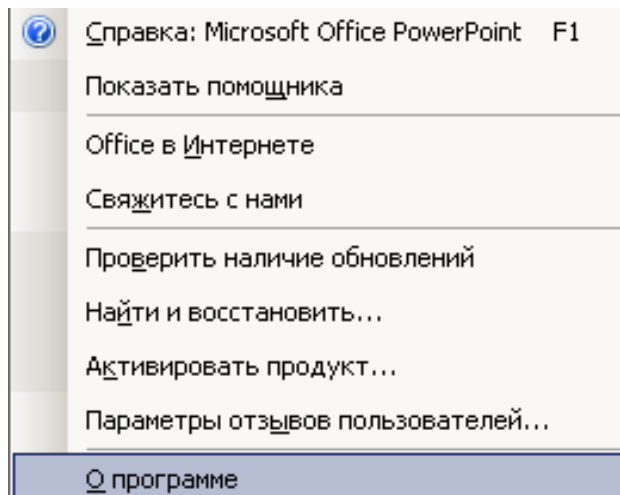 Справка: Microsoft Office PowerPoint F1
Показать помощника
Office в Интернете
Свяжитесь с нами
Проверить наличие обновлений
Найти и восстановить...
Активировать продукт...
Параметры отзывов пользователей...
О программе